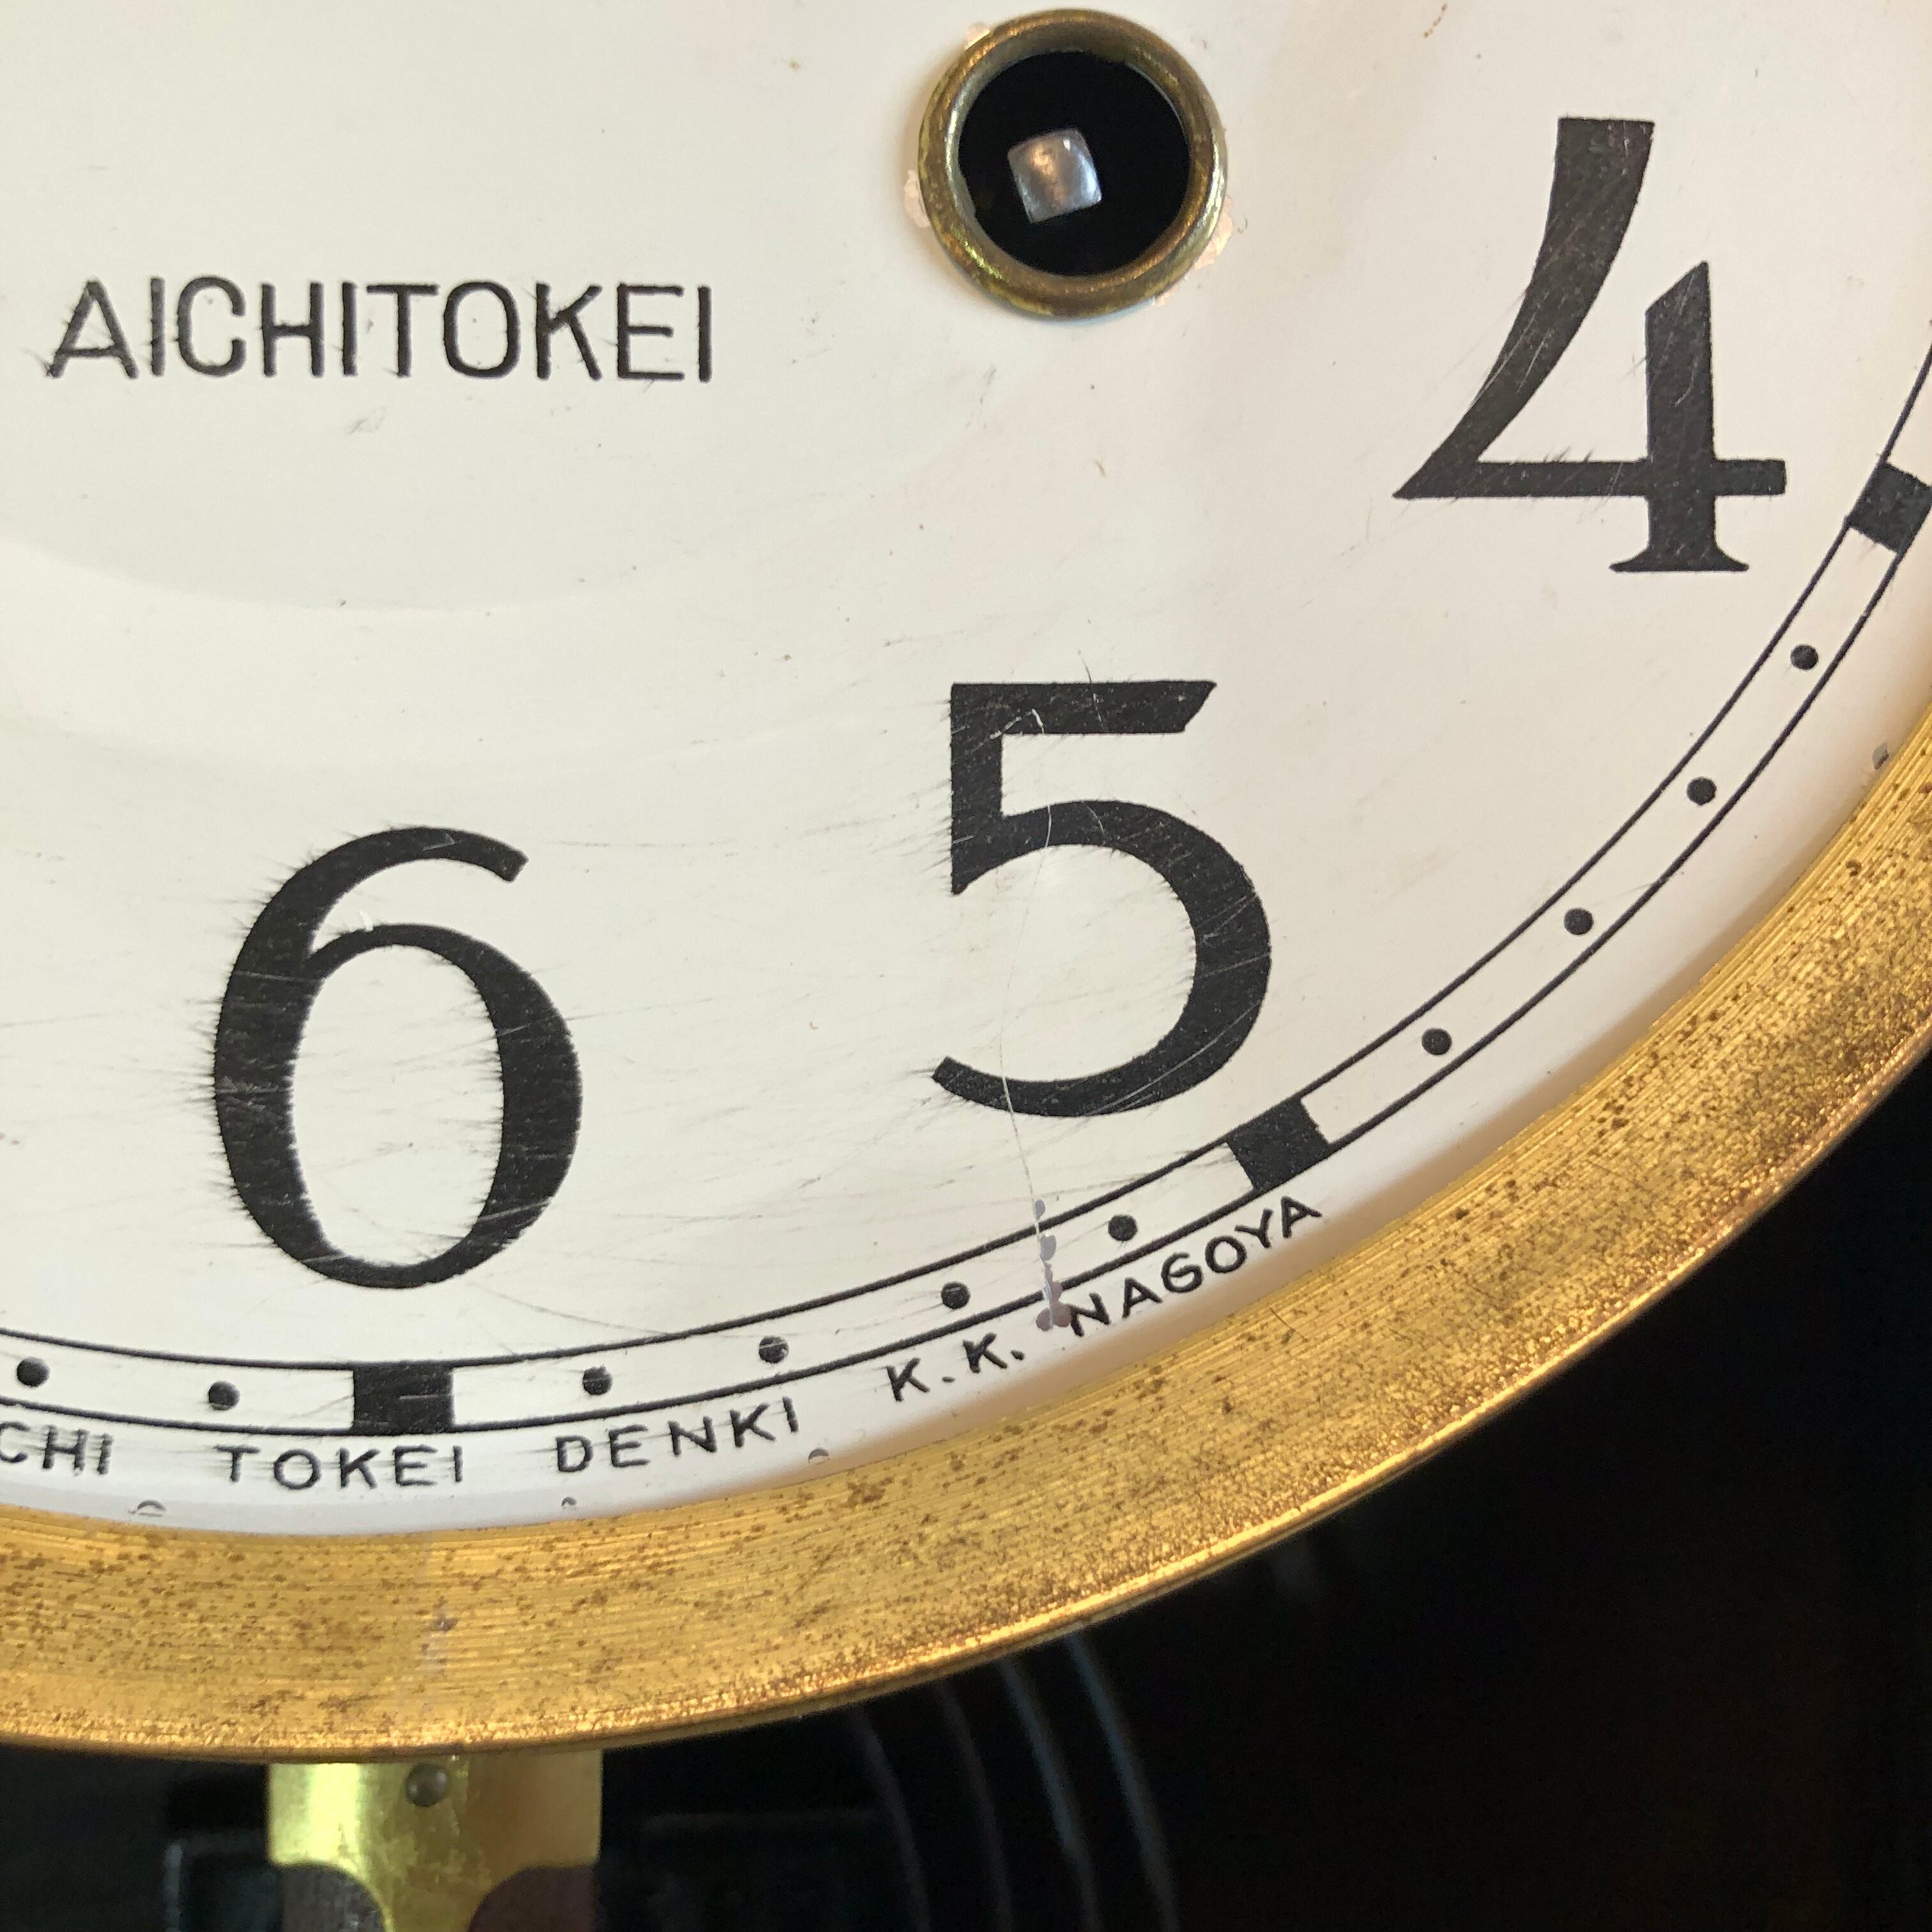 AICHITOKEI
4
5
6
CHI TOKEI DENKI K.K. NAGOYA